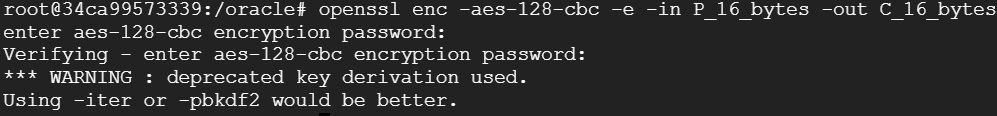 root@34ca99573339:/oracle# openssl enc -aes-128-cbc -e -in P_16_bytes -out C_16_bytes
enter aes-128-cbc encryption password:
Verifying - enter aes-128-cbc encryption password:
*** WARNING : deprecated key derivation used.
Using -iter or -pbkdf2 would be better.